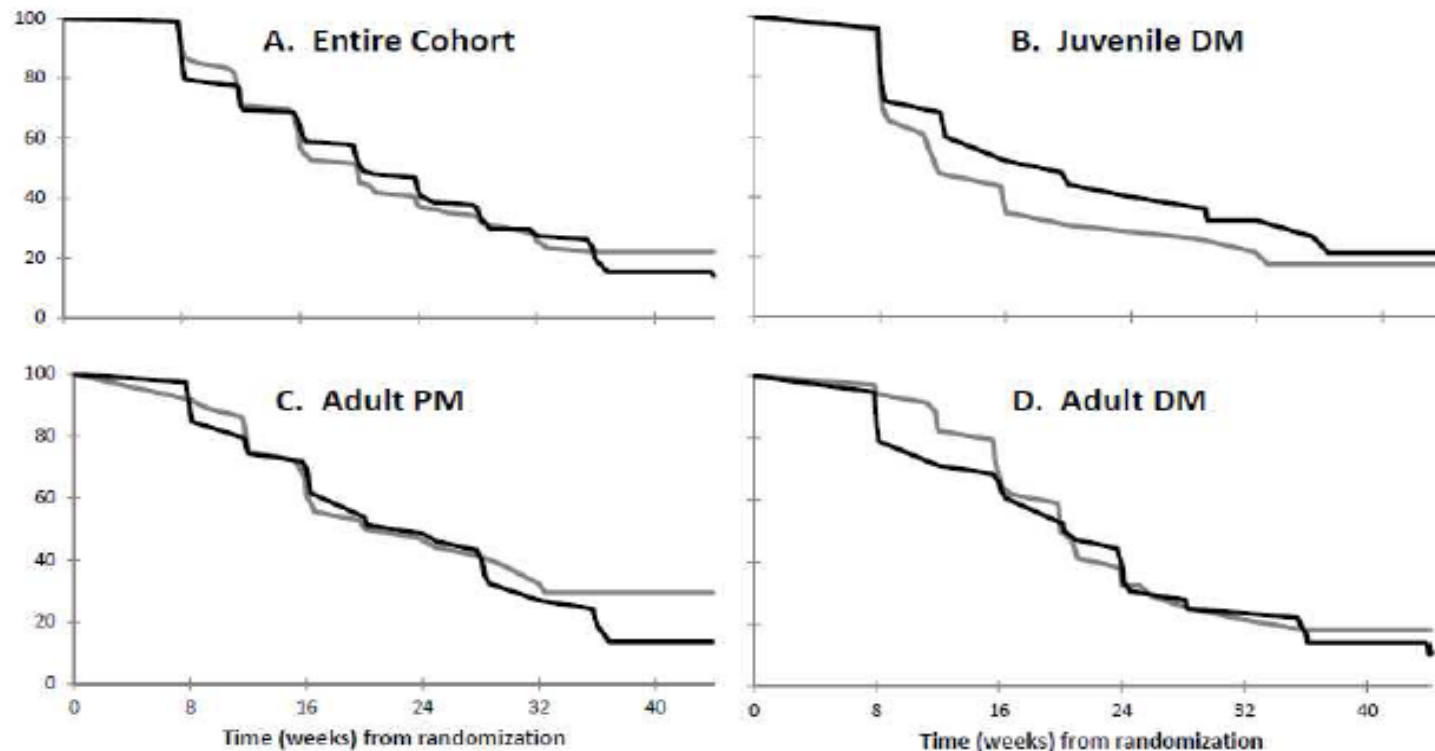 A. Entire Cohort
100
80
60
40
20
0
B. Juvenile DM
C. Adult PM
100
80
60
40
20
0
0 8 16 24 32 40
Time (weeks) from randomization
D. Adult DM
0 8 16 24 32 40
Time (weeks) from randomization